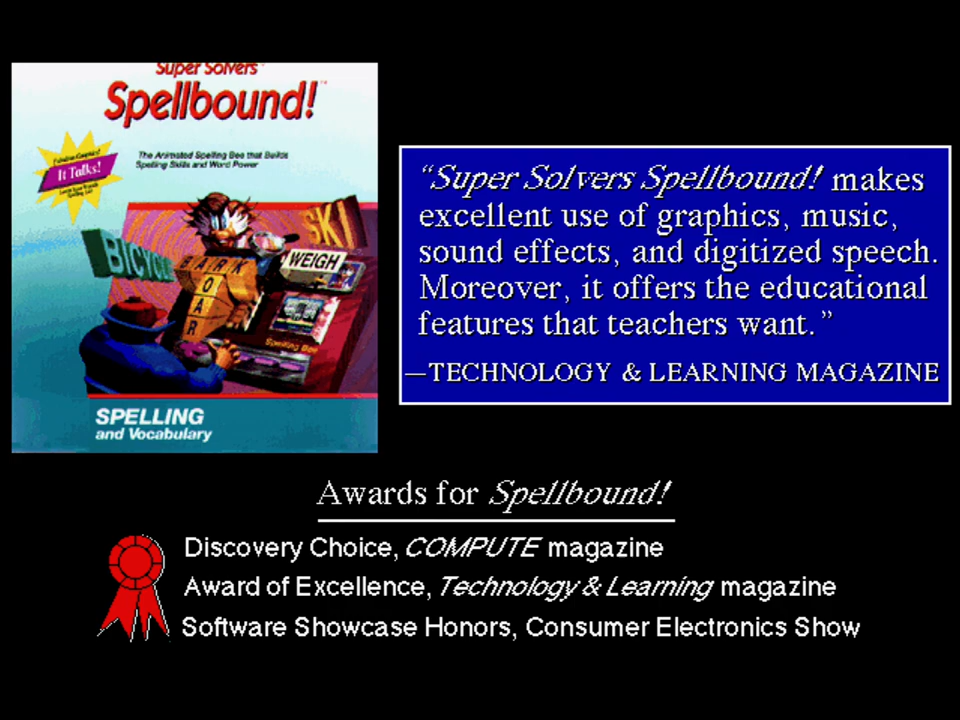 Super Solvers™
Spellbound!™
The Animated Spelling Bee that Builds
Spelling Skills and Word Power
It Talks!
BICYCLE
SKI
BARK
OAR
WEIGH
Spelling Bee
SPELLING
and Vocabulary
“Super Solvers Spellbound! makes
excellent use of graphics, music,
sound effects, and digitized speech.
Moreover, it offers the educational
features that teachers want.”
—TECHNOLOGY & LEARNING MAGAZINE
Awards for Spellbound!
Discovery Choice, COMPUTE magazine
Award of Excellence, Technology & Learning magazine
Software Showcase Honors, Consumer Electronics Show